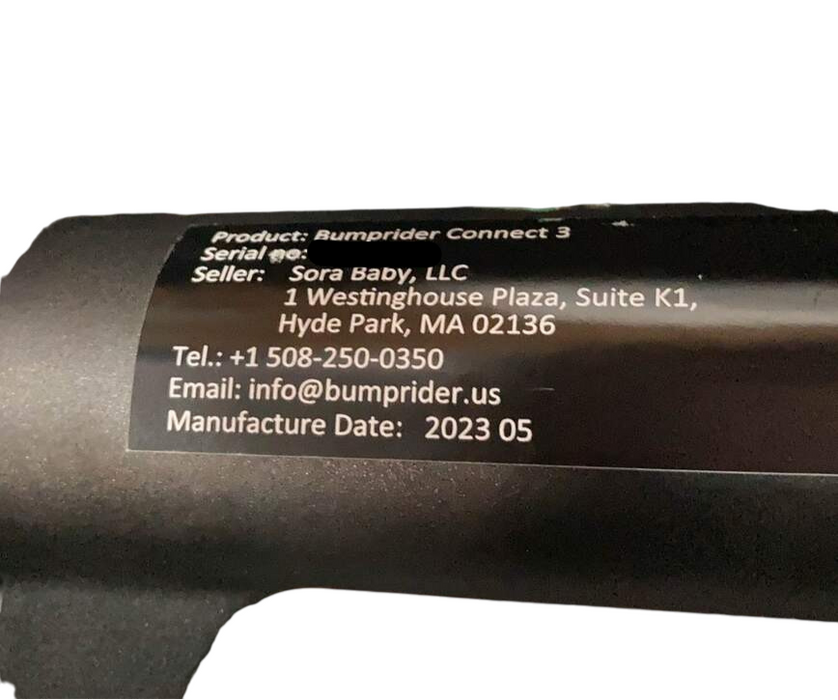 Product: Bumprider Connect 3
Serial no:
Seller: Sora Baby, LLC
1 Westinghouse Plaza, Suite K1,
Hyde Park, MA 02136
Tel.: +1 508-250-0350
Email: info@bumprider.us
Manufacture Date: 2023 05